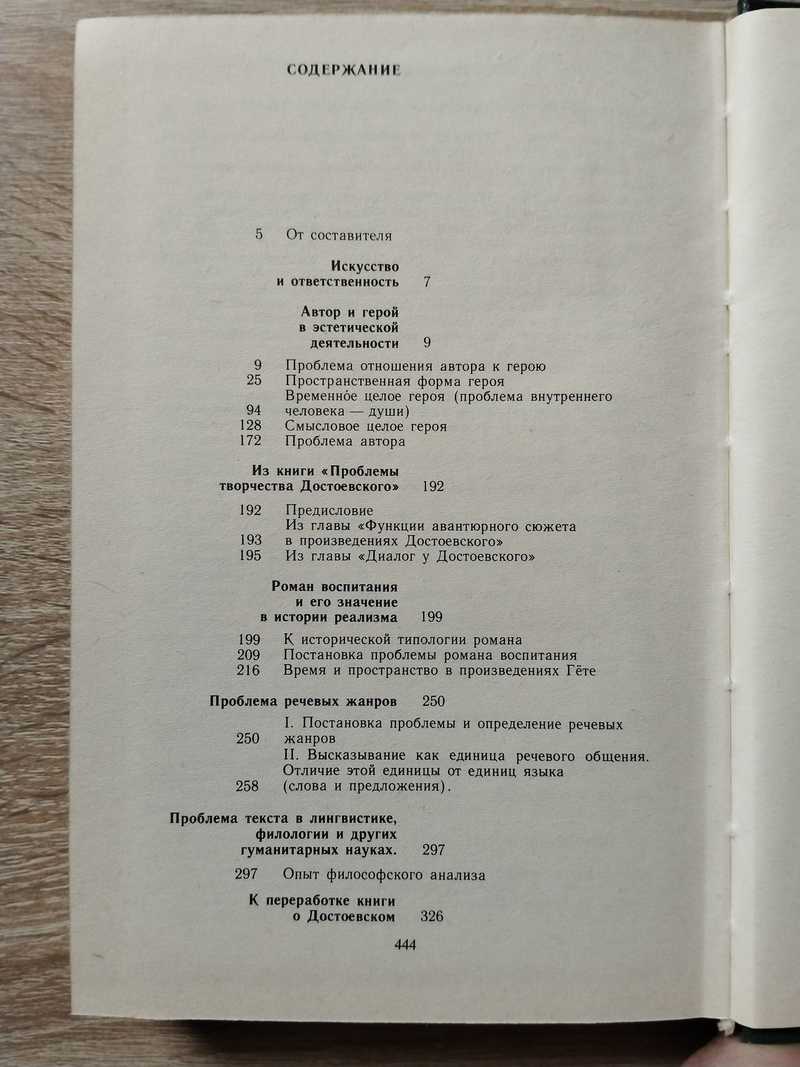 СОДЕРЖАНИЕ
5 От составителя
Искусство
и ответственность 7
Автор и герой
в эстетической
деятельности 9
9 Проблема отношения автора к герою
25 Пространственная форма героя
Временно́е целое героя (проблема внутреннего
94 человека — души)
128 Смысловое целое героя
172 Проблема автора
Из книги «Проблемы
творчества Достоевского» 192
192 Предисловие
Из главы «Функции авантюрного сюжета
193 в произведениях Достоевского»
195 Из главы «Диалог у Достоевского»
Роман воспитания
и его значение
в истории реализма 199
199 К исторической типологии романа
209 Постановка проблемы романа воспитания
216 Время и пространство в произведениях Гёте
Проблема речевых жанров 250
I. Постановка проблемы и определение речевых
250 жанров
II. Высказывание как единица речевого общения.
Отличие этой единицы от единиц языка
258 (слова и предложения).
Проблема текста в лингвистике,
филологии и других
гуманитарных науках. 297
297 Опыт философского анализа
К переработке книги
о Достоевском 326
444